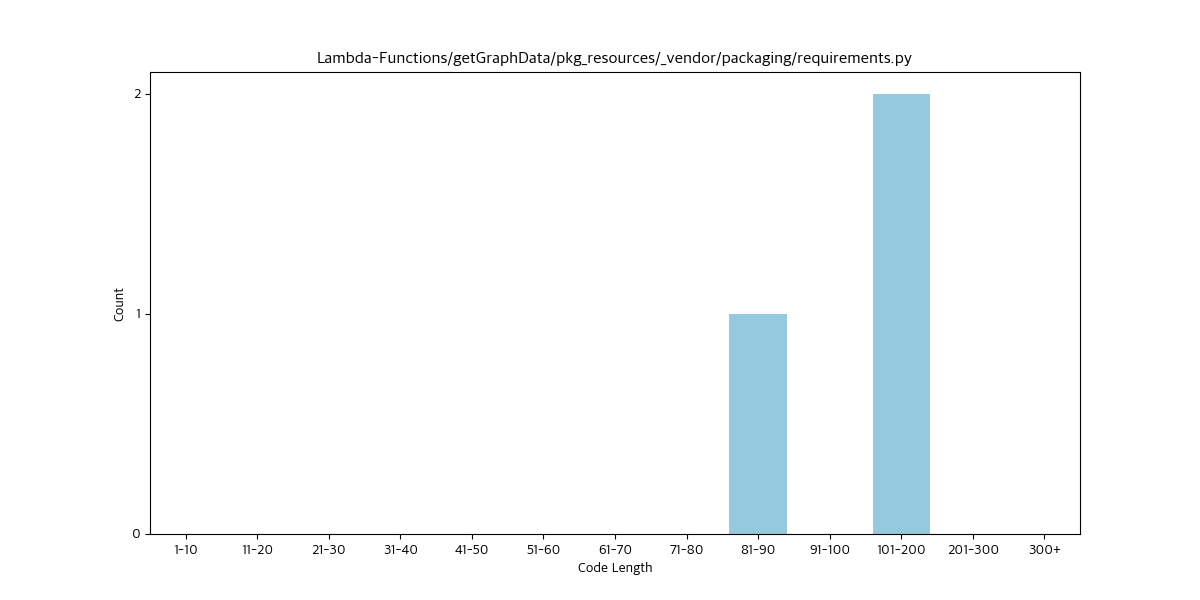 Lambda-Functions/getGraphData/pkg_resources/_vendor/packaging/requirements.py
2
1
0
Count
1-10 11-20 21-30 31-40 41-50 51-60 61-70 71-80 81-90 91-100 101-200 201-300 300+
Code Length